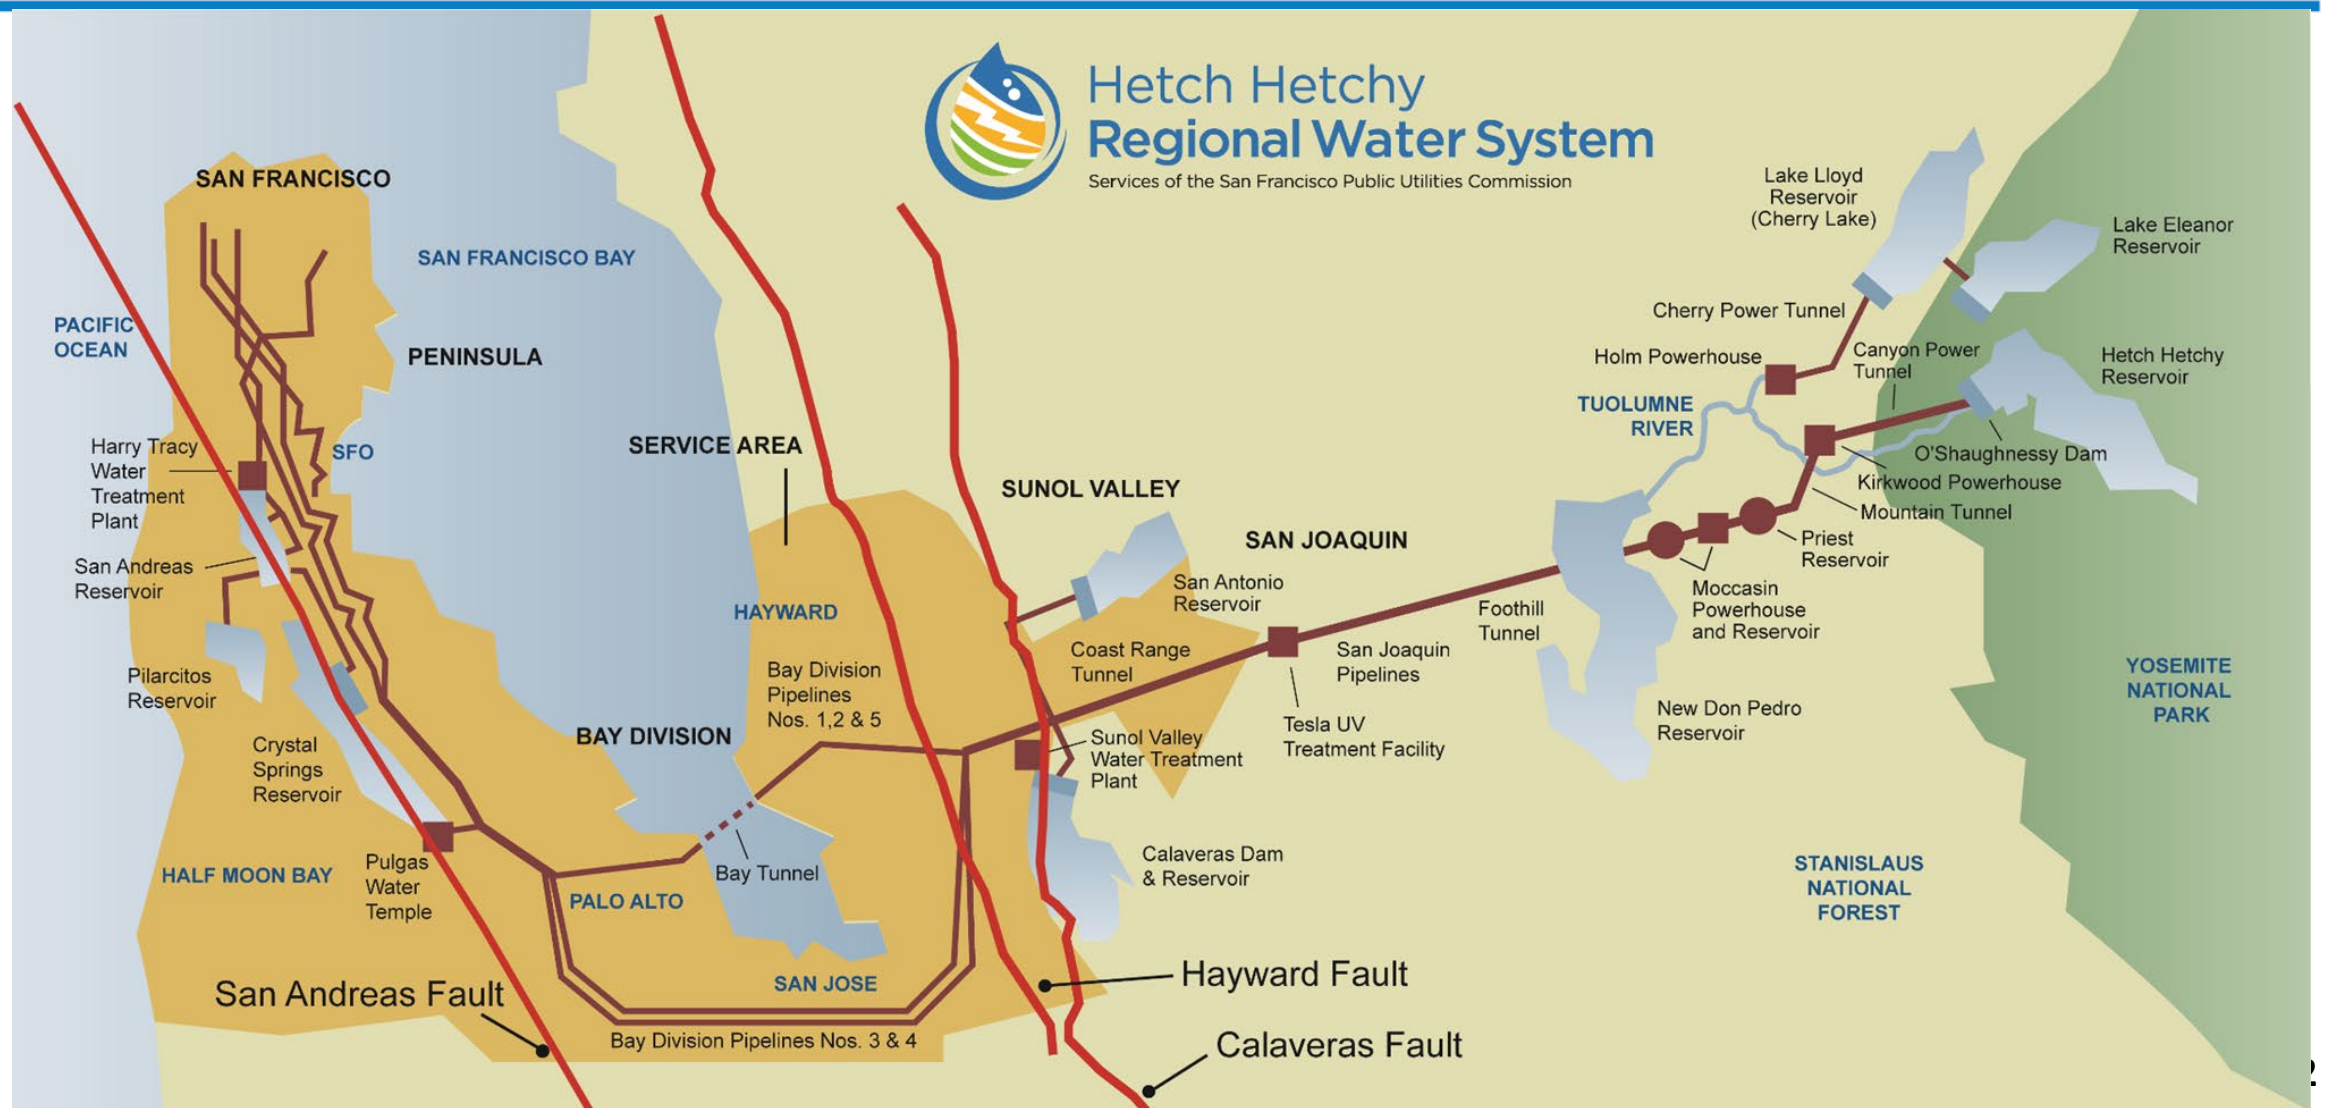 Hetch Hetchy
Regional Water System
Services of the San Francisco Public Utilities Commission
SAN FRANCISCO
SAN FRANCISCO BAY
PACIFIC
OCEAN
PENINSULA
Harry Tracy
Water
Treatment
Plant
SFO
San Andreas
Reservoir
Pilarcitos
Reservoir
Crystal
Springs
Reservoir
HALF MOON BAY
Pulgas
Water
Temple
San Andreas Fault
SERVICE AREA
HAYWARD
Bay Division
Pipelines
Nos. 1,2 & 5
BAY DIVISION
Bay Tunnel
PALO ALTO
SAN JOSE
Bay Division Pipelines Nos. 3 & 4
SUNOL VALLEY
San Antonio
Reservoir
Coast Range
Tunnel
Sunol Valley
Water Treatment
Plant
Calaveras Dam
& Reservoir
Hayward Fault
Calaveras Fault
SAN JOAQUIN
San Joaquin
Pipelines
Tesla UV
Treatment Facility
Foothill
Tunnel
New Don Pedro
Reservoir
Moccasin
Powerhouse
and Reservoir
Priest
Reservoir
Mountain Tunnel
Kirkwood Powerhouse
O'Shaughnessy Dam
TUOLUMNE
RIVER
Holm Powerhouse
Canyon Power
Tunnel
Cherry Power Tunnel
Lake Lloyd
Reservoir
(Cherry Lake)
Lake Eleanor
Reservoir
Hetch Hetchy
Reservoir
YOSEMITE
NATIONAL
PARK
STANISLAUS
NATIONAL
FOREST